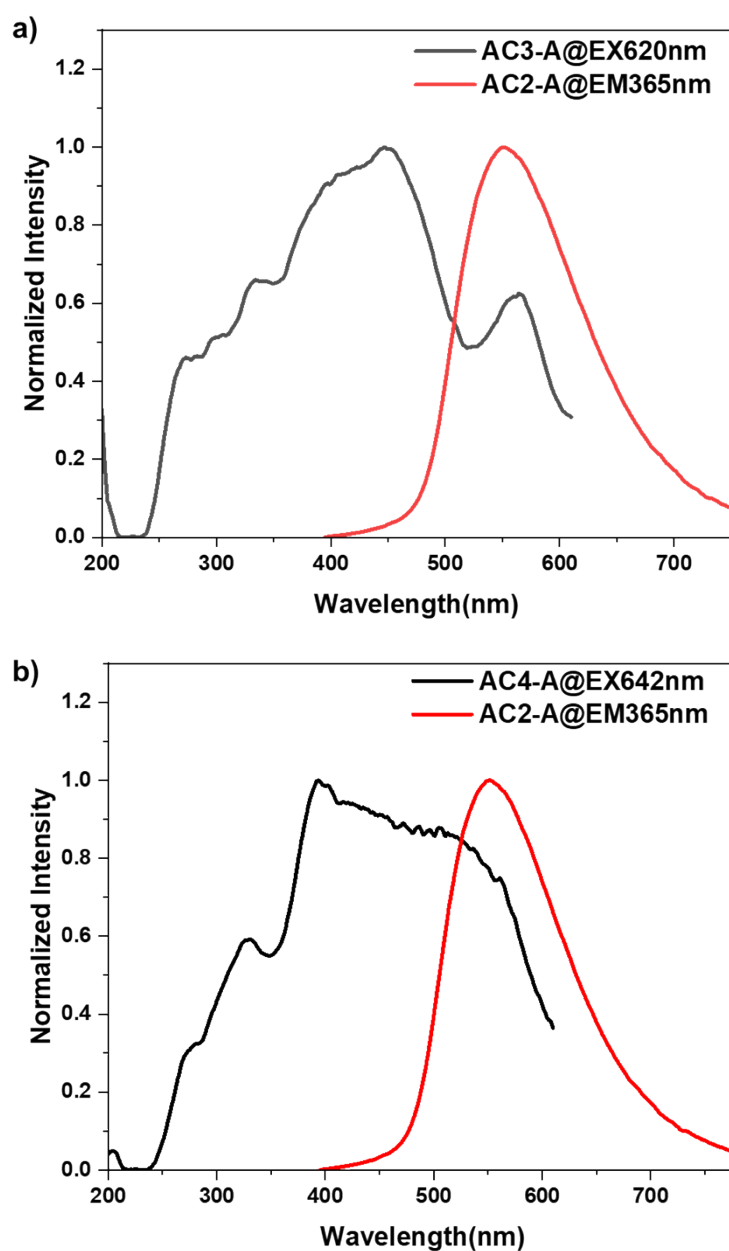 a)
AC3-A@EX620nm
AC2-A@EM365nm
Normalized Intensity
1.2
1.0
0.8
0.6
0.4
0.2
0.0
200 300 400 500 600 700
Wavelength(nm)
b)
AC4-A@EX642nm
AC2-A@EM365nm
Normalized Intensity
1.2
1.0
0.8
0.6
0.4
0.2
0.0
200 300 400 500 600 700
Wavelength(nm)